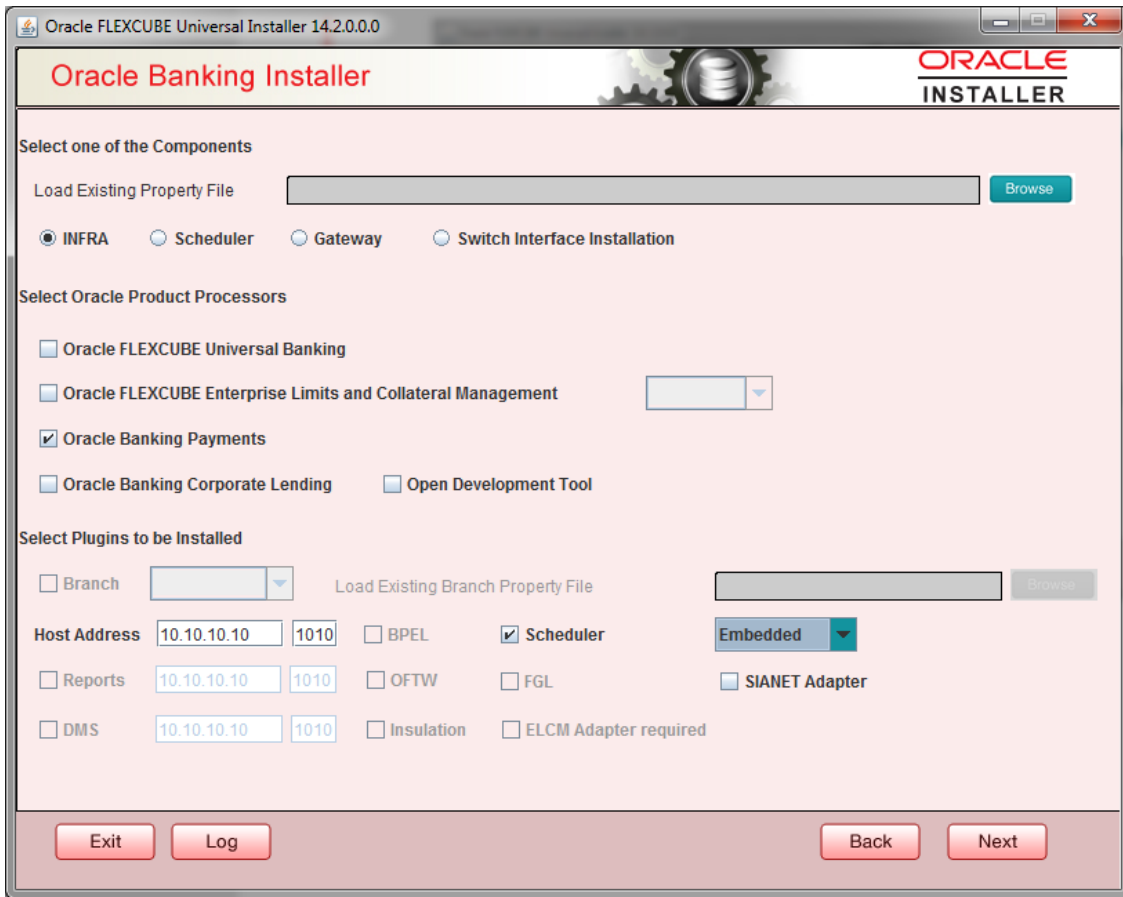 Oracle FLEXCUBE Universal Installer 14.2.0.0.0
Oracle Banking Installer
ORACLE
INSTALLER
Select one of the Components
Load Existing Property File Browse
INFRA Scheduler Gateway Switch Interface Installation
Select Oracle Product Processors
Oracle FLEXCUBE Universal Banking
Oracle FLEXCUBE Enterprise Limits and Collateral Management
Oracle Banking Payments
Oracle Banking Corporate Lending Open Development Tool
Select Plugins to be Installed
Branch Load Existing Branch Property File Browse
Host Address 10.10.10.10 1010 BPEL Scheduler Embedded
Reports 10.10.10.10 1010 OFTW FGL SIANET Adapter
DMS 10.10.10.10 1010 Insulation ELCM Adapter required
Exit Log Back Next